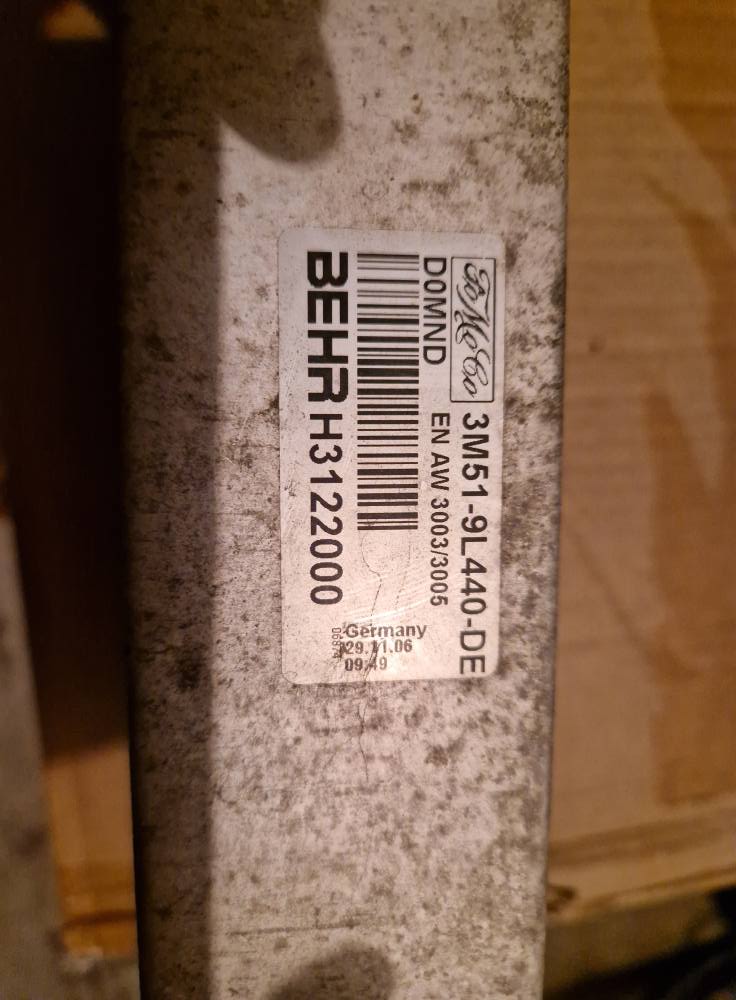 FoMoCo 3M51-9L440-DE
D0MND EN AW 3003/3005
BEHR H3122000
Germany
29.11.06
09:49